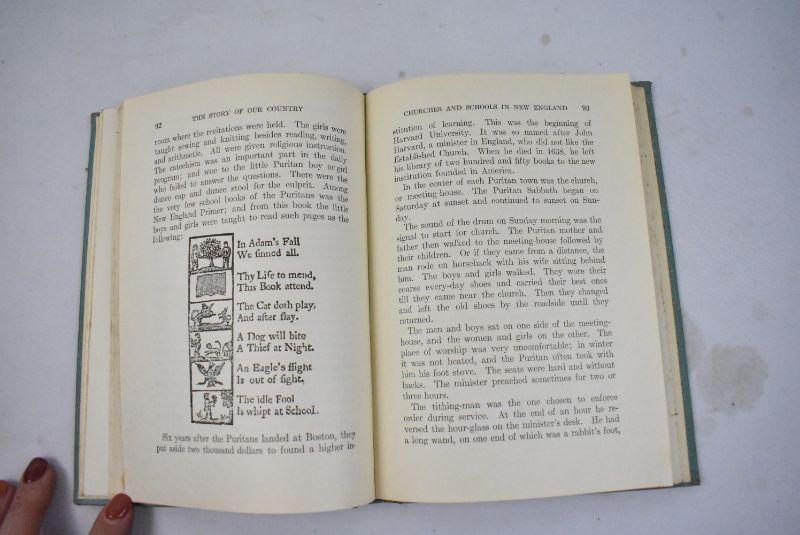 92
THE STORY OF OUR COUNTRY
room where the recitations were held. The girls were
taught sewing and knitting besides reading, writing,
and arithmetic. All were given religious instruction.
The catechism was an important part in the daily
program; and woe to the little Puritan boy or girl
who failed to answer the questions. There were the
dunce cap and dunce stool for the culprit. Among
the very few school books of the Puritans was the
New England Primer; and from this book the little
boys and girls were taught to read such pages as the
following:
In Adam's Fall
We sinned all.
Thy Life to mend,
This Book attend.
The Cat doth play,
And after slay.
A Dog will bite
A Thief at Night.
An Eagle's flight
Is out of sight.
The idle Fool
Is whipt at School.
Six years after the Puritans landed at Boston, they
put aside two thousand dollars to found a higher in-
CHURCHES AND SCHOOLS IN NEW ENGLAND 93
stitution of learning. This was the beginning of
Harvard University. It was so named after John
Harvard, a minister in England, who did not like the
Established Church. When he died in 1638, he left
his library of two hundred and fifty books to the new
institution founded in America.
In the center of each Puritan town was the church,
or meeting-house. The Puritan Sabbath began on
Saturday at sunset and continued to sunset on Sun-
day.
The sound of the drum on Sunday morning was the
signal to start for church. The Puritan mother and
father then walked to the meeting-house followed by
their children. Or if they came from a distance, the
man rode on horseback with his wife sitting behind
him. The boys and girls walked. They wore their
coarse every-day shoes and carried their best ones
till they came near the church. Then they changed
and left the old shoes by the roadside until they
returned.
The men and boys sat on one side of the meeting-
house, and the women and girls on the other. The
place of worship was very uncomfortable; in winter
it was not heated, and the Puritan often took with
him his foot stove. The seats were hard and without
backs. The minister preached sometimes for two or
three hours.
The tithing-man was the one chosen to enforce
order during service. At the end of an hour he re-
versed the hour-glass on the minister's desk. He had
a long wand, on one end of which was a rabbit's foot,